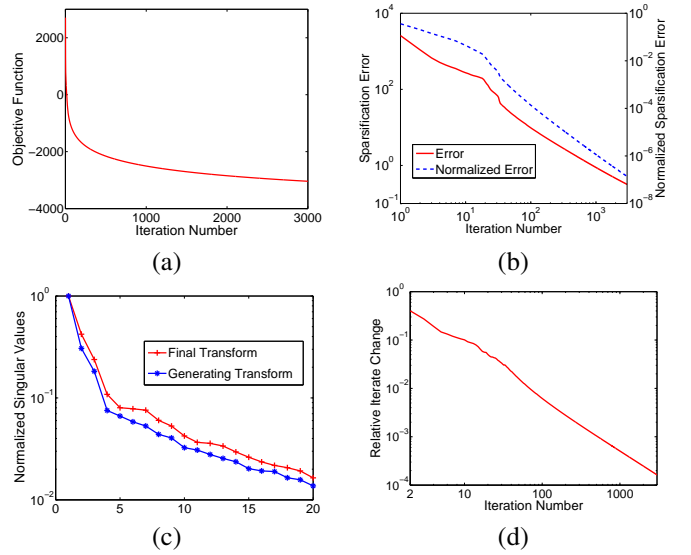 2000
0
−2000
−4000
0
1000
2000
3000
Objective Function
Iteration Number
(a)
10^4
10^2
10^0
10^−1
10^0
10^−2
10^−4
10^−6
10^−8
10^0
10^1
10^2
10^3
Sparsification Error
Normalized Sparsification Error
Error
Normalized Error
Iteration Number
(b)
10^0
10^−1
10^−2
0
5
10
15
20
Normalized Singular Values
Final Transform
Generating Transform
(c)
10^0
10^−1
10^−2
10^−3
10^−4
2
10
100
1000
Relative Iterate Change
Iteration Number
(d)